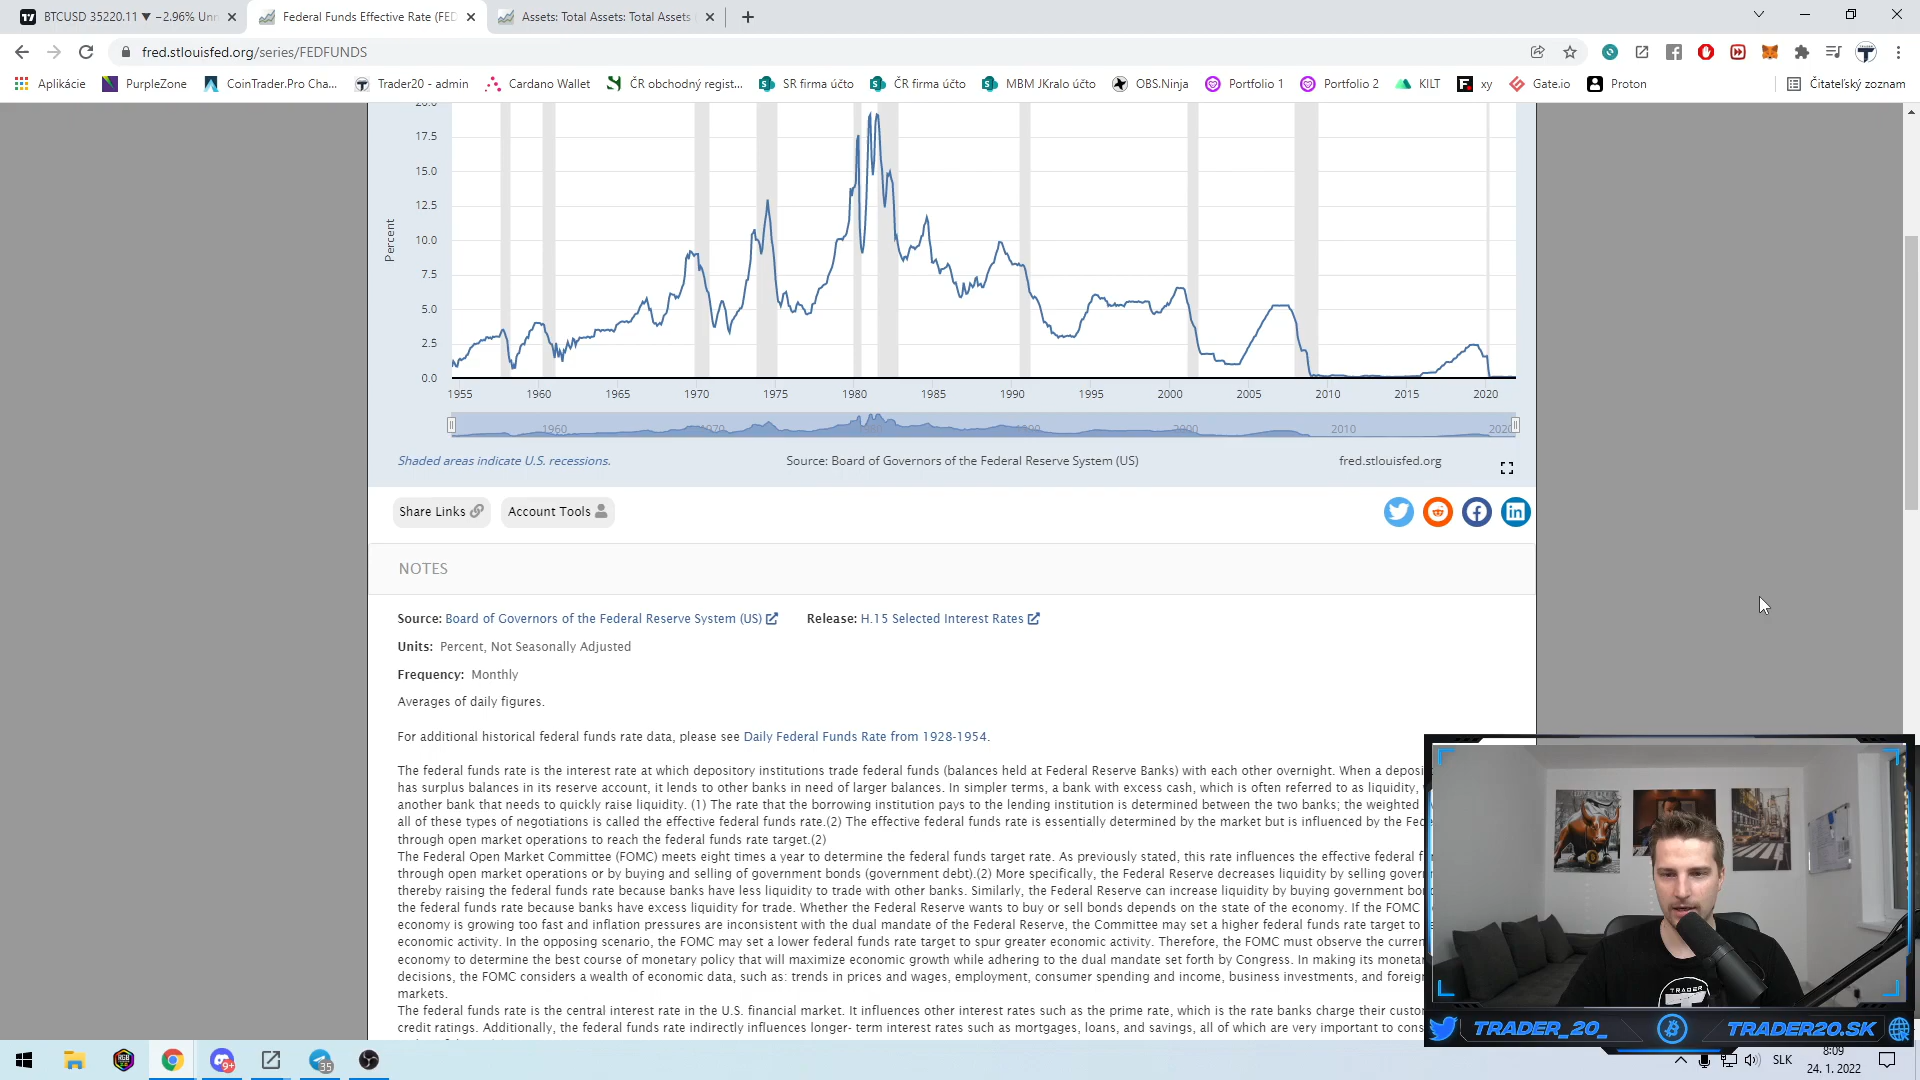 BTCUSD 35220.11 ▼ −2.96% Unn
Federal Funds Effective Rate (FED
Assets: Total Assets: Total Assets
fred.stlouisfed.org/series/FEDFUNDS
Aplikácie
PurpleZone
CoinTrader.Pro Cha...
Trader20 - admin
Cardano Wallet
ČR obchodný regist...
SR firma účto
ČR firma účto
MBM JKralo účto
OBS.Ninja
Portfolio 1
Portfolio 2
KILT
xy
Gate.io
Proton
Čitateľský zoznam
20.0
17.5
15.0
12.5
10.0
7.5
5.0
2.5
0.0
Percent
1955 1960 1965 1970 1975 1980 1985 1990 1995 2000 2005 2010 2015 2020
1960 1970 1990 2000 2010 2020
Shaded areas indicate U.S. recessions.
Source: Board of Governors of the Federal Reserve System (US)
fred.stlouisfed.org
Share Links
Account Tools
NOTES
Source: Board of Governors of the Federal Reserve System (US) Release: H.15 Selected Interest Rates
Units: Percent, Not Seasonally Adjusted
Frequency: Monthly
Averages of daily figures.
For additional historical federal funds rate data, please see Daily Federal Funds Rate from 1928-1954.
The federal funds rate is the interest rate at which depository institutions trade federal funds (balances held at Federal Reserve Banks) with each other overnight. When a deposi
has surplus balances in its reserve account, it lends to other banks in need of larger balances. In simpler terms, a bank with excess cash, which is often referred to as liquidity,
another bank that needs to quickly raise liquidity. (1) The rate that the borrowing institution pays to the lending institution is determined between the two banks; the weighted
all of these types of negotiations is called the effective federal funds rate.(2) The effective federal funds rate is essentially determined by the market but is influenced by the Fede
through open market operations to reach the federal funds rate target.(2)
The Federal Open Market Committee (FOMC) meets eight times a year to determine the federal funds target rate. As previously stated, this rate influences the effective federal f
through open market operations or by buying and selling of government bonds (government debt).(2) More specifically, the Federal Reserve decreases liquidity by selling govern
thereby raising the federal funds rate because banks have less liquidity to trade with other banks. Similarly, the Federal Reserve can increase liquidity by buying government bon
the federal funds rate because banks have excess liquidity for trade. Whether the Federal Reserve wants to buy or sell bonds depends on the state of the economy. If the FOMC
economy is growing too fast and inflation pressures are inconsistent with the dual mandate of the Federal Reserve, the Committee may set a higher federal funds rate target to
economic activity. In the opposing scenario, the FOMC may set a lower federal funds rate target to spur greater economic activity. Therefore, the FOMC must observe the curren
economy to determine the best course of monetary policy that will maximize economic growth while adhering to the dual mandate set forth by Congress. In making its monetar
decisions, the FOMC considers a wealth of economic data, such as: trends in prices and wages, employment, consumer spending and income, business investments, and foreign
markets.
The federal funds rate is the central interest rate in the U.S. financial market. It influences other interest rates such as the prime rate, which is the rate banks charge their custo
credit ratings. Additionally, the federal funds rate indirectly influences longer- term interest rates such as mortgages, loans, and savings, all of which are very important to cons
TRADER
TRADER_20_
TRADER20.SK
9+
35
SLK
8:09
24. 1. 2022